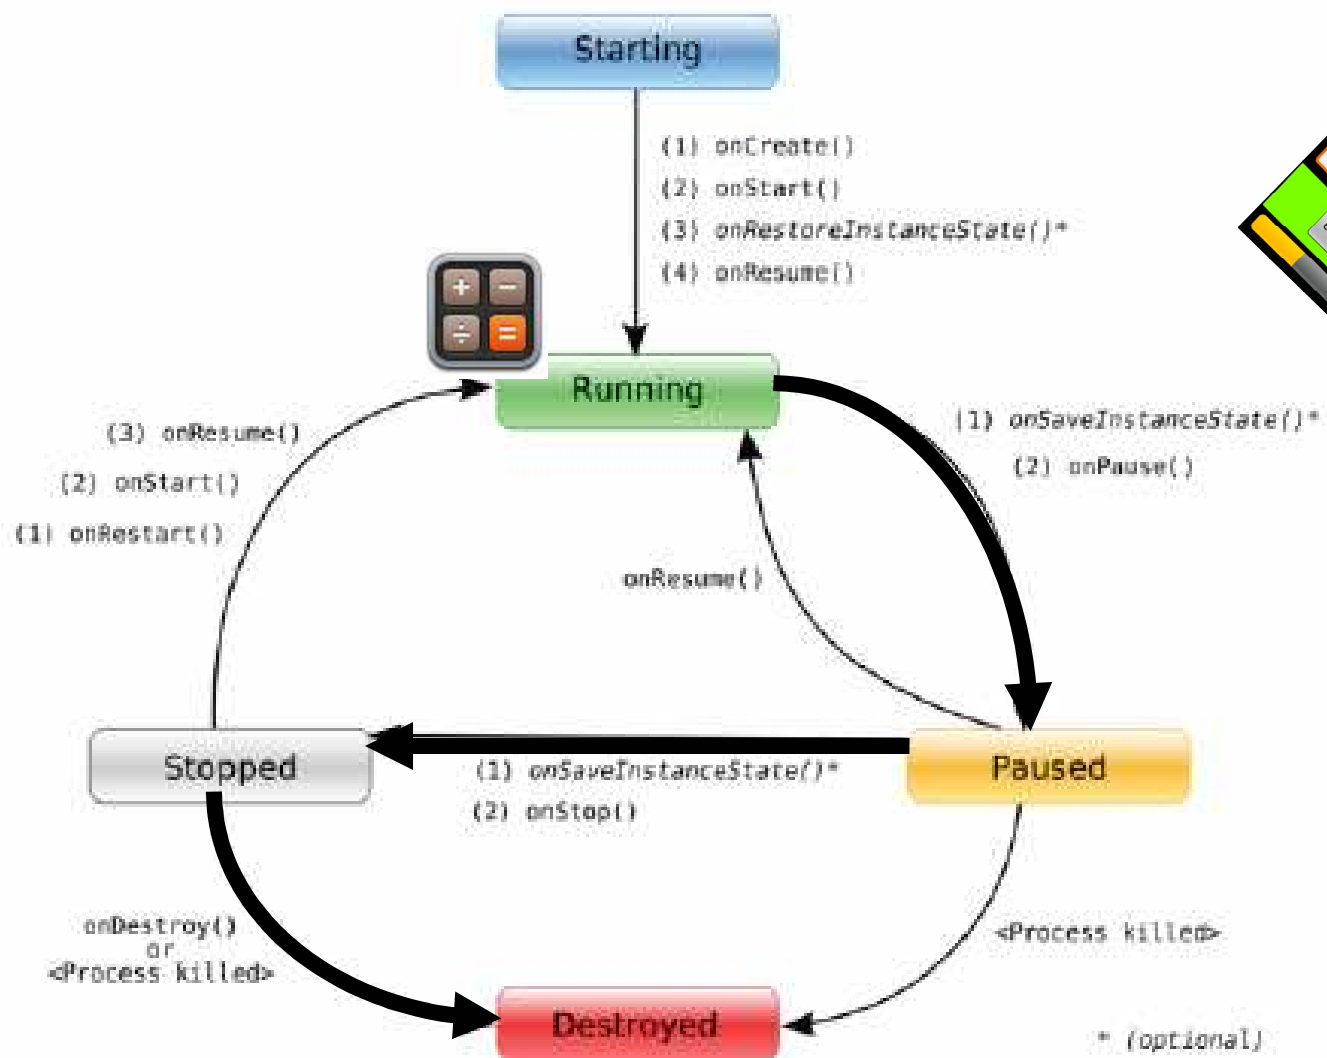 Starting
(1) onCreate()
(2) onStart()
(3) onRestoreInstanceState()*
(4) onResume()
+ −
÷ =
Running
(3) onResume()
(2) onStart()
(1) onRestart()
(1) onSaveInstanceState()*
(2) onPause()
onResume()
Stopped
(1) onSaveInstanceState()*
(2) onStop()
Paused
onDestroy()
or
<Process killed>
<Process killed>
Destroyed
* (optional)